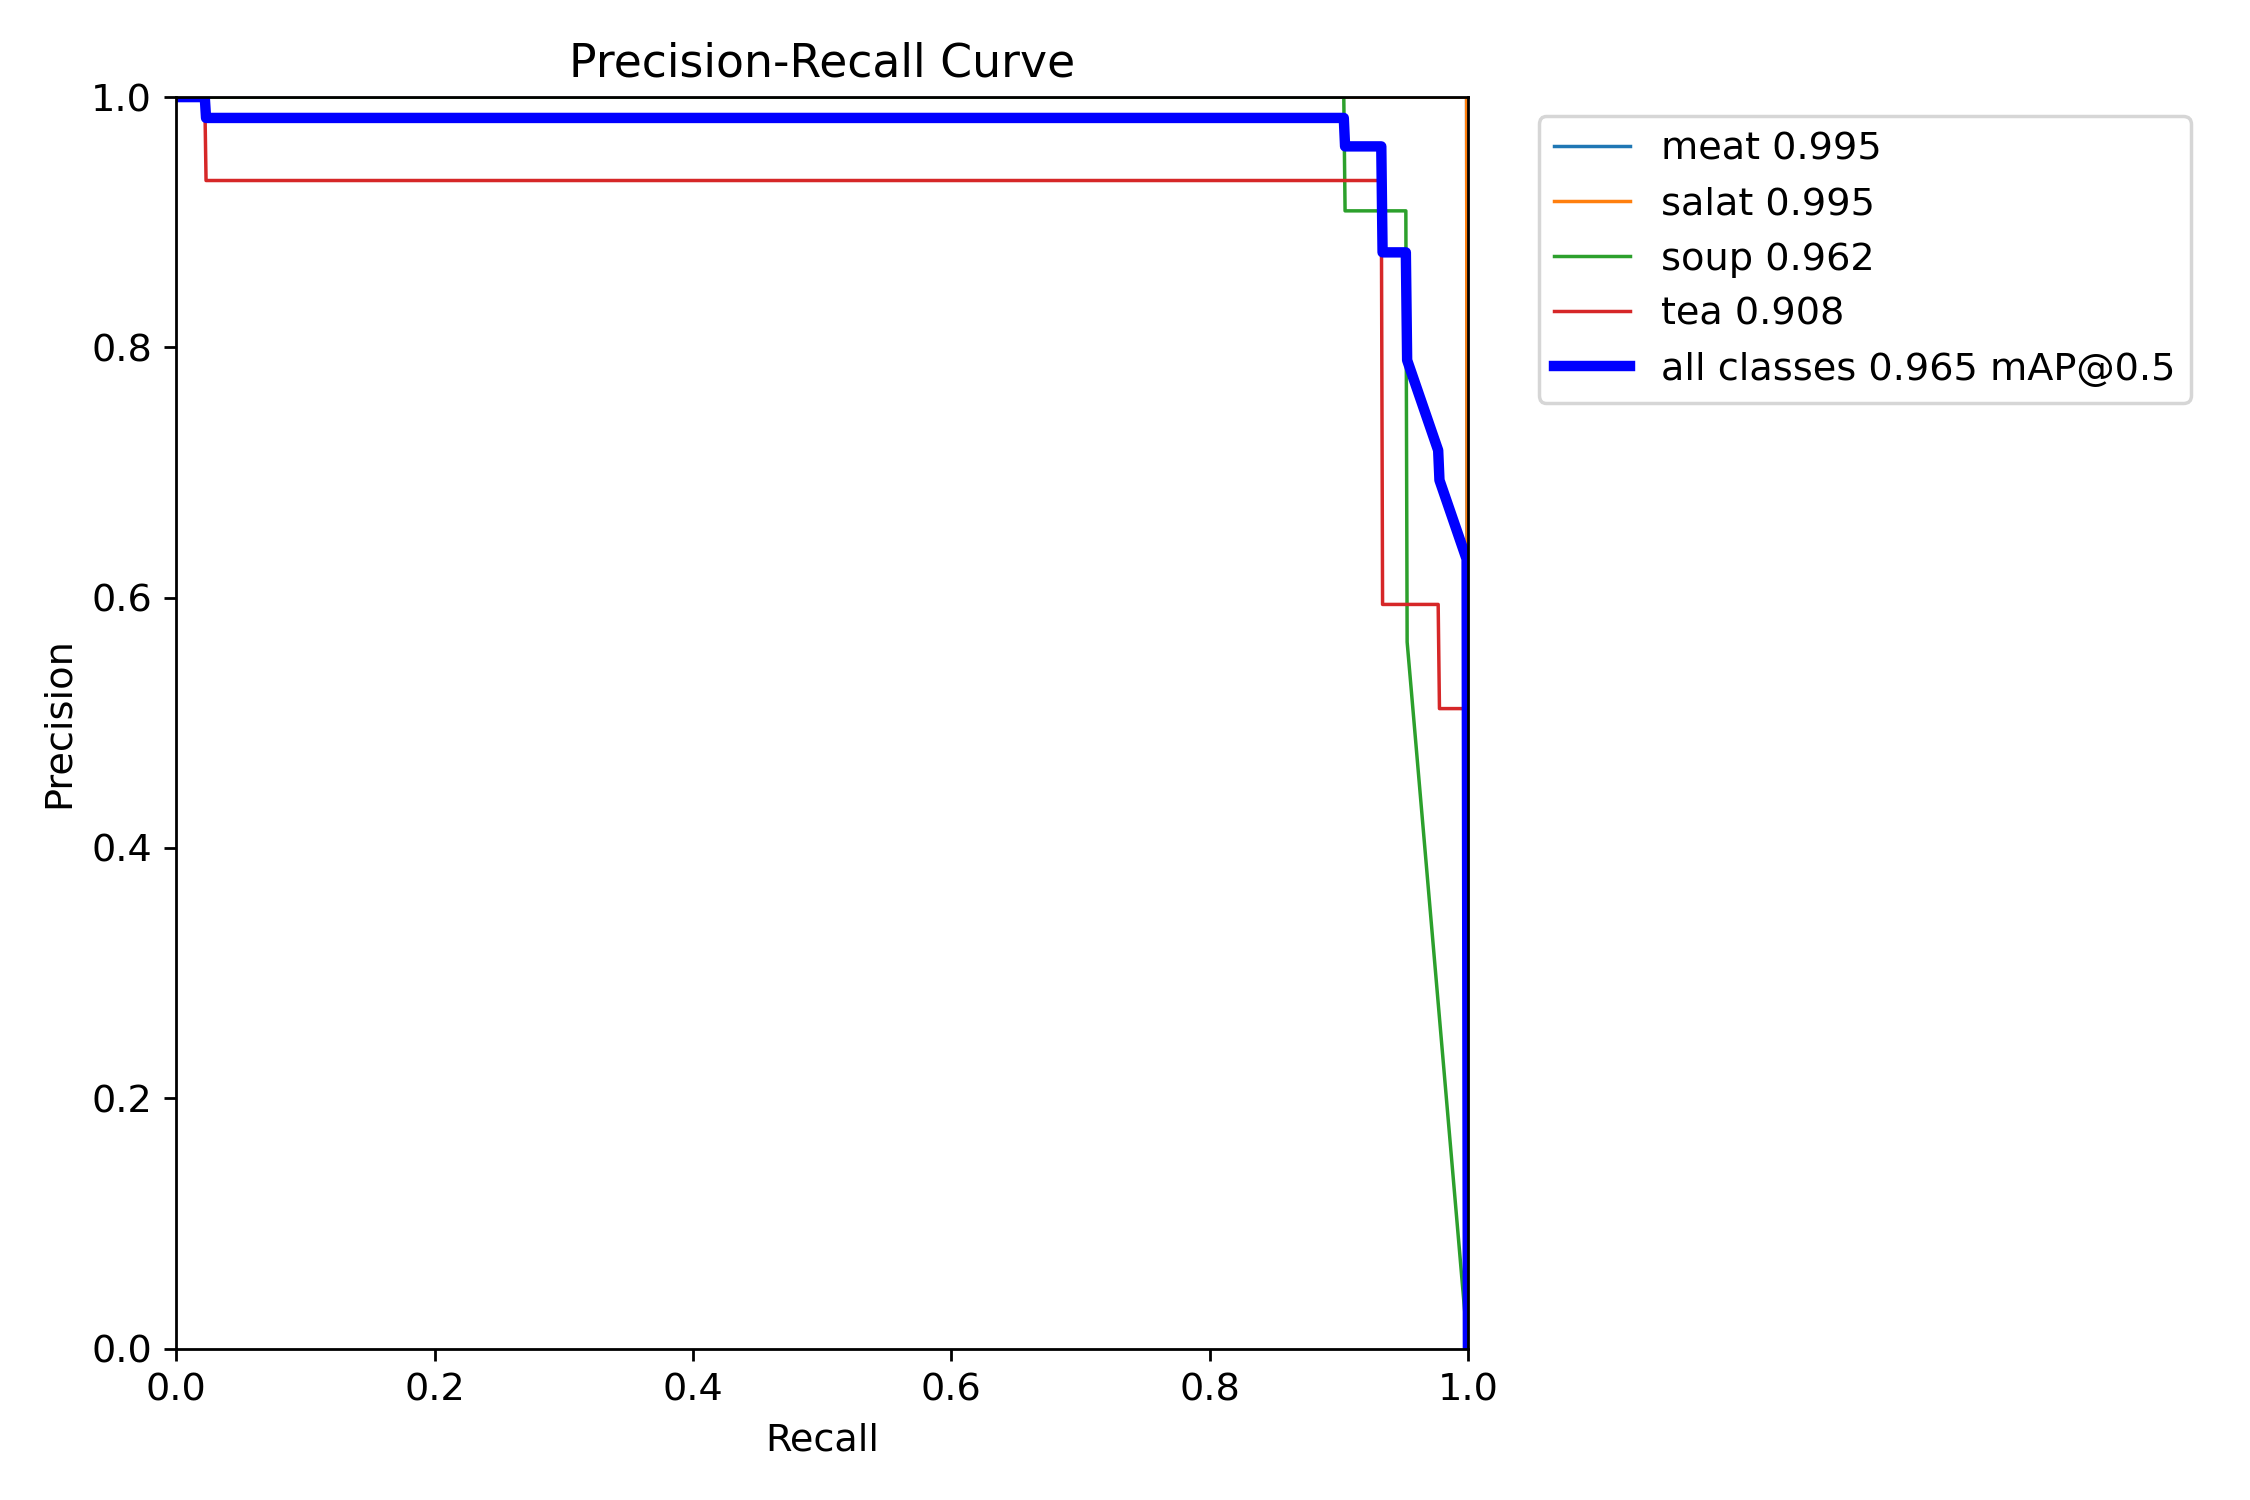 Precision-Recall Curve
1.0
0.8
0.6
0.4
0.2
0.0
Precision
0.0 0.2 0.4 0.6 0.8 1.0
Recall
meat 0.995
salat 0.995
soup 0.962
tea 0.908
all classes 0.965 mAP@0.5